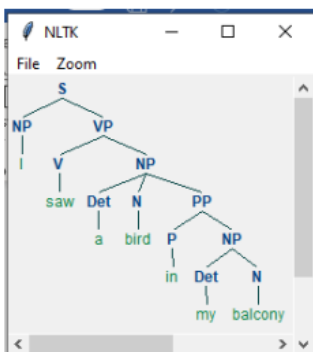 NLTK
File Zoom
S
NP VP
I V NP
saw Det N PP
a bird P NP
in Det N
my balcony